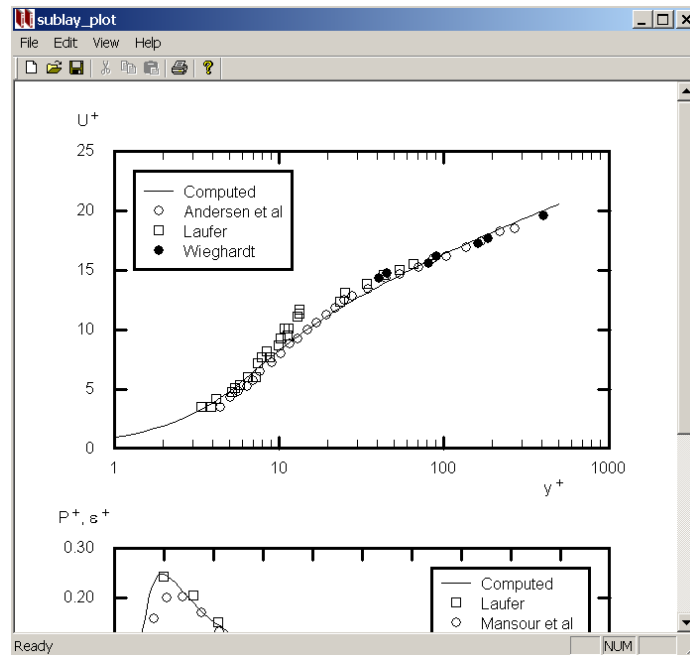 sublay_plot
File Edit View Help
U+
25
20
15
10
5
0
Computed
Andersen et al
Laufer
Wieghardt
1 10 100 1000
y+
P+, ε+
0.30
0.20
Computed
Laufer
Mansour et al
Ready NUM